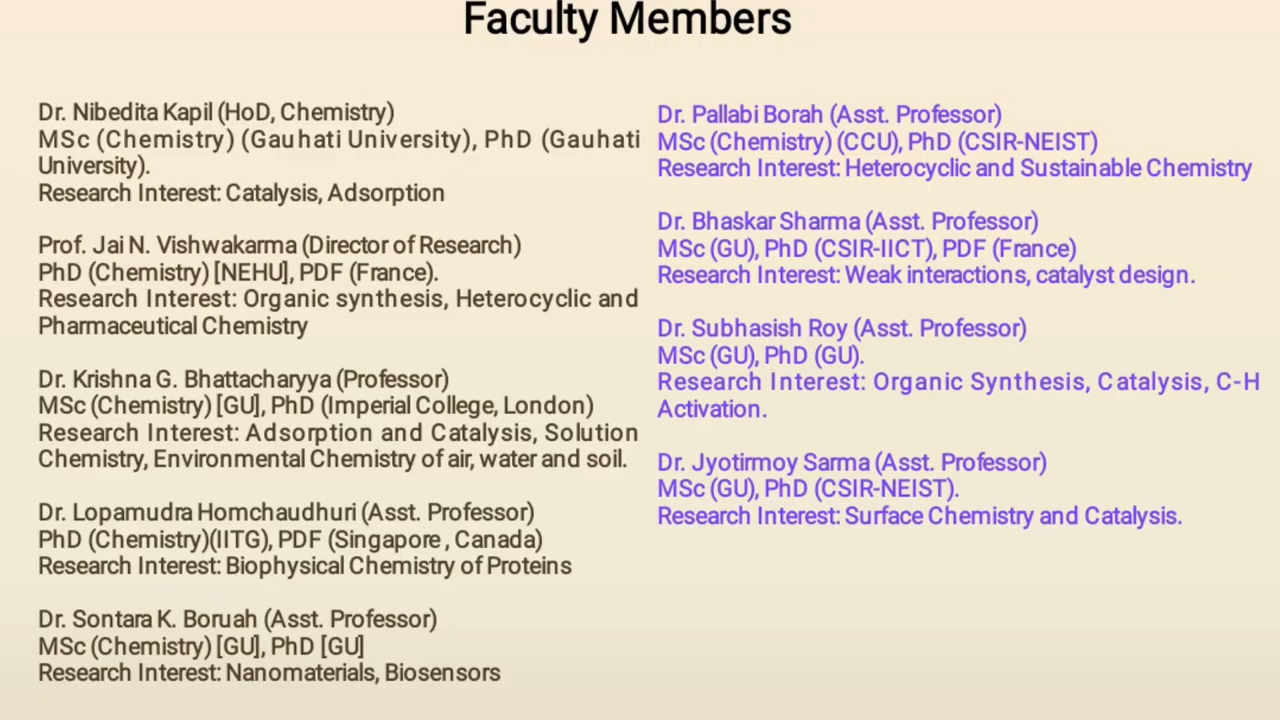 Faculty Members
Dr. Nibedita Kapil (HoD, Chemistry)
MSc (Chemistry) (Gauhati University), PhD (Gauhati
University).
Research Interest: Catalysis, Adsorption
Prof. Jai N. Vishwakarma (Director of Research)
PhD (Chemistry) [NEHU], PDF (France).
Research Interest: Organic synthesis, Heterocyclic and
Pharmaceutical Chemistry
Dr. Krishna G. Bhattacharyya (Professor)
MSc (Chemistry) [GU], PhD (Imperial College, London)
Research Interest: Adsorption and Catalysis, Solution
Chemistry, Environmental Chemistry of air, water and soil.
Dr. Lopamudra Homchaudhuri (Asst. Professor)
PhD (Chemistry)(IITG), PDF (Singapore , Canada)
Research Interest: Biophysical Chemistry of Proteins
Dr. Sontara K. Boruah (Asst. Professor)
MSc (Chemistry) [GU], PhD [GU]
Research Interest: Nanomaterials, Biosensors
Dr. Pallabi Borah (Asst. Professor)
MSc (Chemistry) (CCU), PhD (CSIR-NEIST)
Research Interest: Heterocyclic and Sustainable Chemistry
Dr. Bhaskar Sharma (Asst. Professor)
MSc (GU), PhD (CSIR-IICT), PDF (France)
Research Interest: Weak interactions, catalyst design.
Dr. Subhasish Roy (Asst. Professor)
MSc (GU), PhD (GU).
Research Interest: Organic Synthesis, Catalysis, C-H
Activation.
Dr. Jyotirmoy Sarma (Asst. Professor)
MSc (GU), PhD (CSIR-NEIST).
Research Interest: Surface Chemistry and Catalysis.